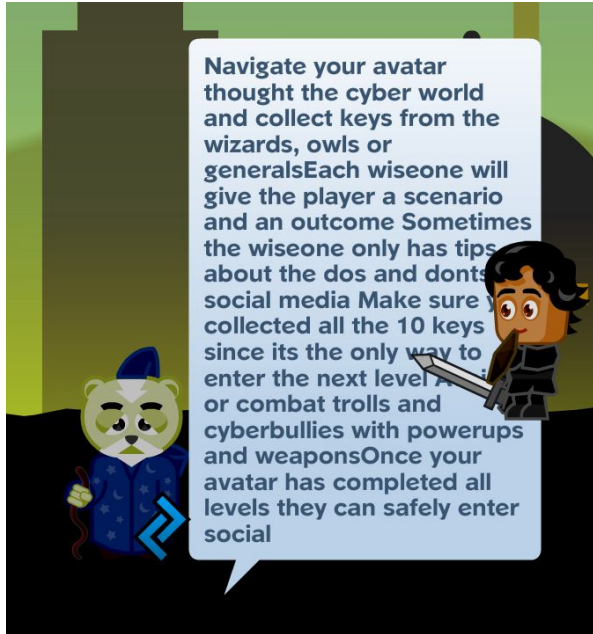 Navigate your avatar
thought the cyber world
and collect keys from the
wizards, owls or
generalsEach wiseone will
give the player a scenario
and an outcome Sometimes
the wiseone only has tips
about the dos and donts
social media Make sure y
collected all the 10 keys
since its the only way to
enter the next level A
or combat trolls and
cyberbullies with powerups
and weaponsOnce your
avatar has completed all
levels they can safely enter
social